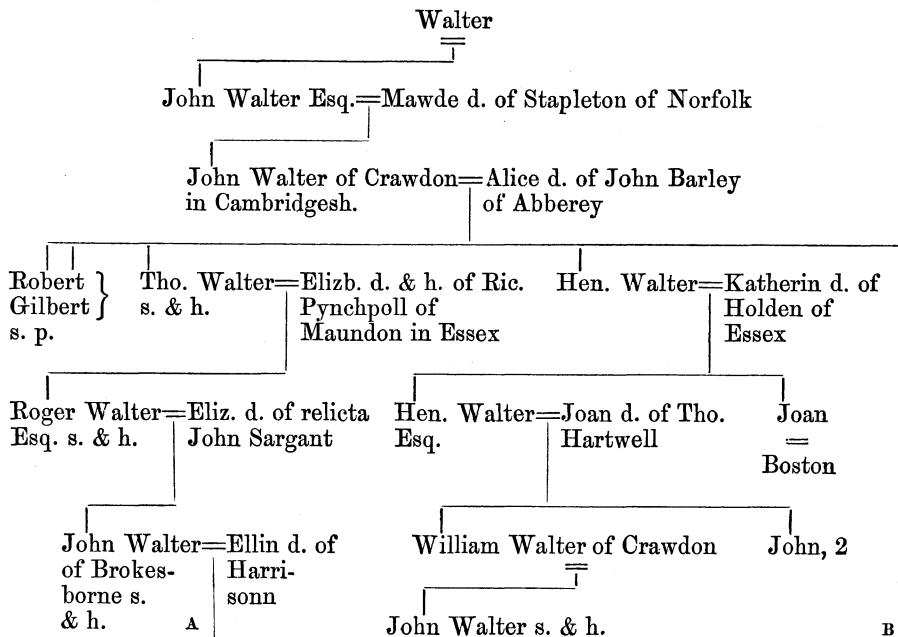 Walter
John Walter Esq.=Mawde d. of Stapleton of Norfolk
John Walter of Crawdon=Alice d. of John Barley
in Cambridgesh.
of Abberey
Robert
Gilbert }
s. p.
Tho. Walter=Elizb. d. & h. of Ric.
s. & h.
Pynchpoll of
Maundon in Essex
Hen. Walter=Katherin d. of
Holden of
Essex
Roger Walter=Eliz. d. of relicta
Esq. s. & h.
John Sargant
Hen. Walter=Joan d. of Tho.
Esq.
Hartwell
Joan
=
Boston
John Walter=Ellin d. of
of Brokes-
borne s.
& h.
Harri-
sonn
A
William Walter of Crawdon
John, 2
John Walter s. & h.
B